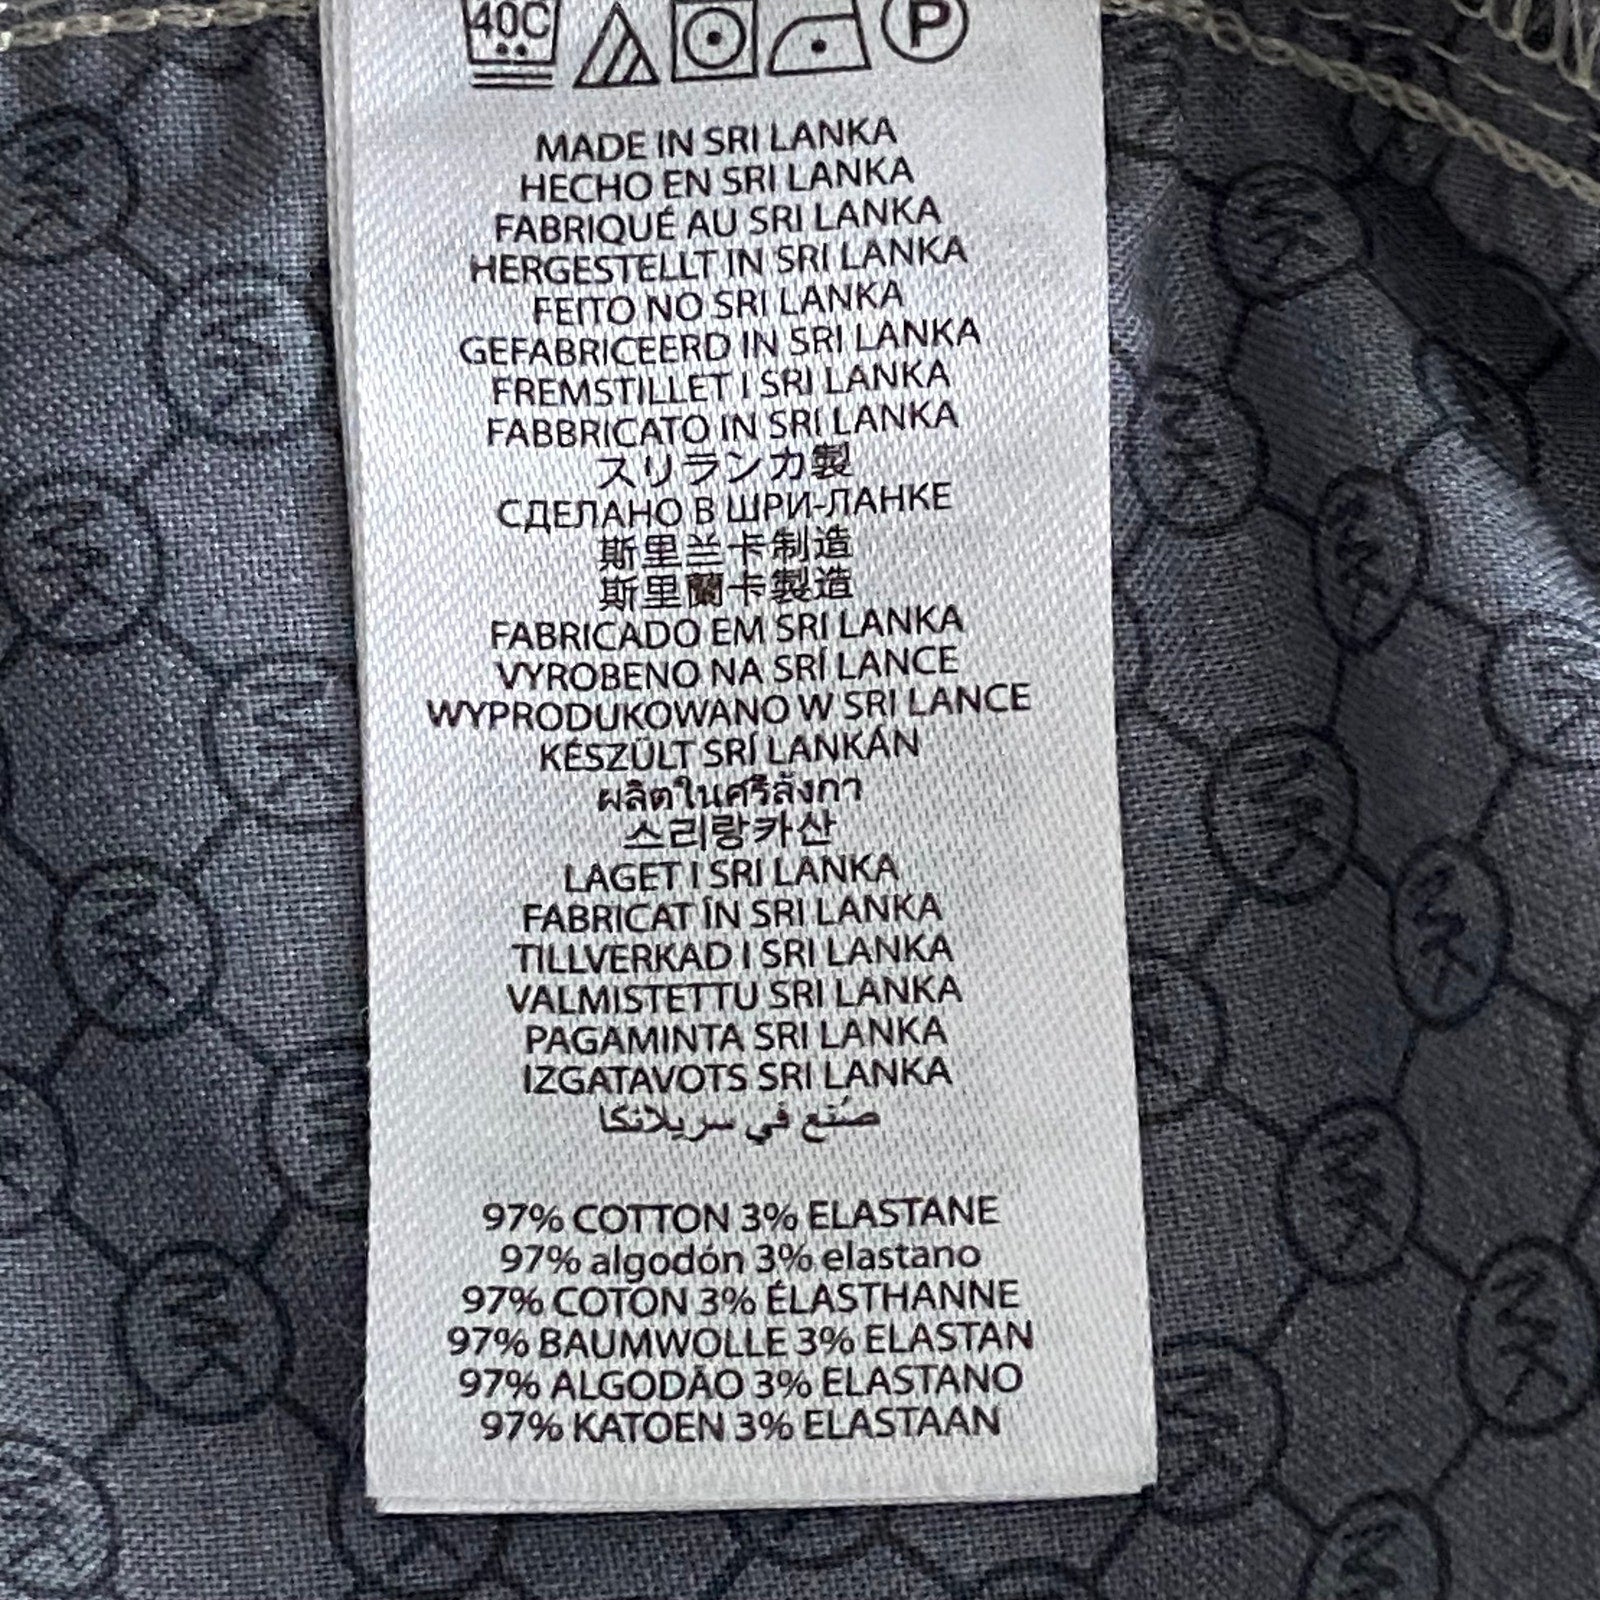 40C
P
MADE IN SRI LANKA
HECHO EN SRI LANKA
FABRIQUÉ AU SRI LANKA
HERGESTELLT IN SRI LANKA
FEITO NO SRI LANKA
GEFABRICEERD IN SRI LANKA
FREMSTILLET I SRI LANKA
FABBRICATO IN SRI LANKA
スリランカ製
СДЕЛАНО В ШРИ-ЛАНКЕ
斯里兰卡制造
斯里蘭卡製造
FABRICADO EM SRI LANKA
VYROBENO NA SRÍ LANCE
WYPRODUKOWANO W SRI LANCE
KÉSZÜLT SRÍ LANKÁN
ผลิตในศรีลังกา
스리랑카산
LAGET I SRI LANKA
FABRICAT ÎN SRI LANKA
TILLVERKAD I SRI LANKA
VALMISTETTU SRI LANKA
PAGAMINTA SRI LANKA
IZGATAVOTS SRI LANKA
صُنع في سريلانكا
97% COTTON 3% ELASTANE
97% algodón 3% elastano
97% COTON 3% ÉLASTHANNE
97% BAUMWOLLE 3% ELASTAN
97% ALGODÃO 3% ELASTANO
97% KATOEN 3% ELASTAAN